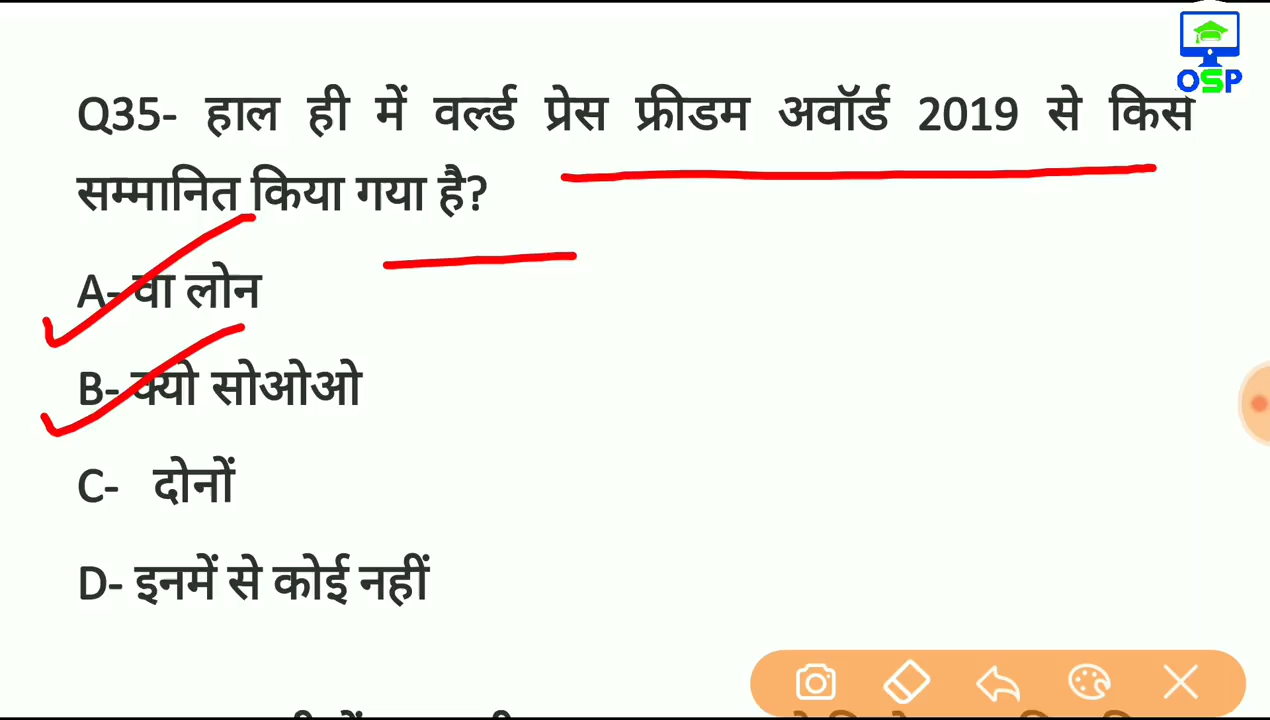 OSP
Q35- हाल ही में वर्ल्ड प्रेस फ्रीडम अवॉर्ड 2019 से किसे
सम्मानित किया गया है?
A- वा लोन
B- क्यो सोओओ
C- दोनों
D- इनमें से कोई नहीं